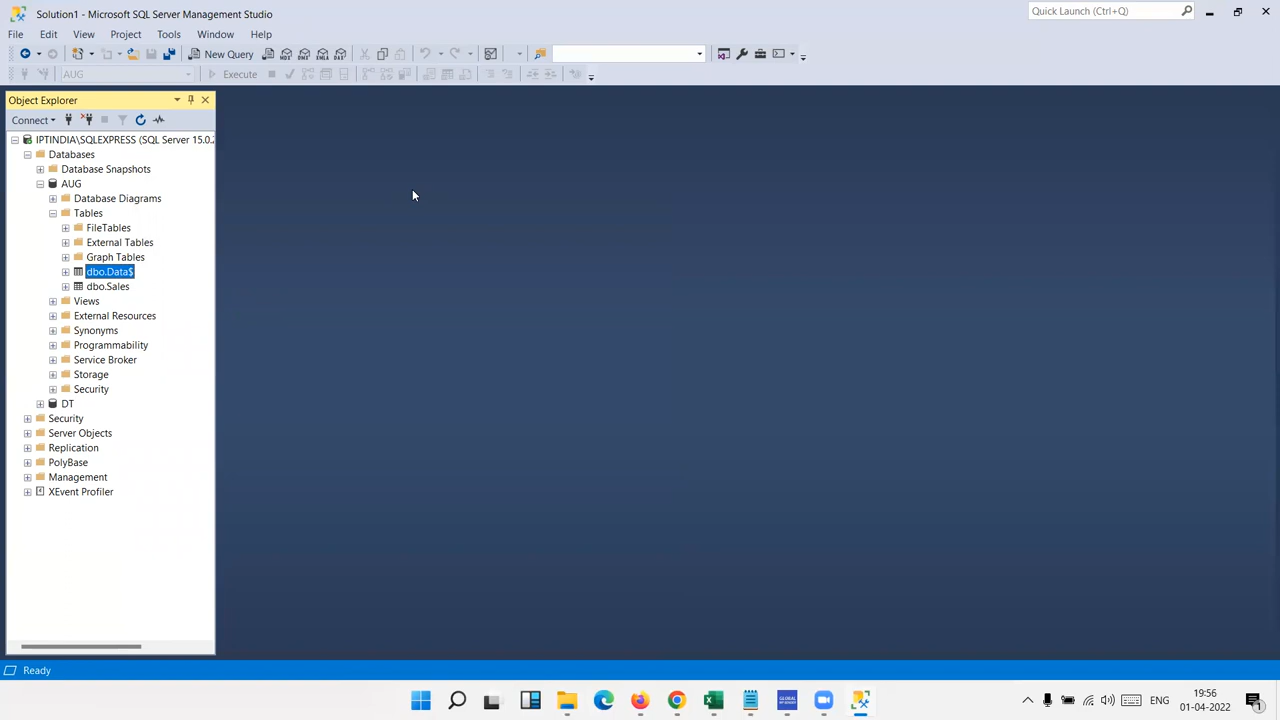 Solution1 - Microsoft SQL Server Management Studio
Quick Launch (Ctrl+Q)
File Edit View Project Tools Window Help
New Query
AUG Execute
Object Explorer
Connect
IPTINDIA\SQLEXPRESS (SQL Server 15.0.
Databases
Database Snapshots
AUG
Database Diagrams
Tables
FileTables
External Tables
Graph Tables
dbo.Data$
dbo.Sales
Views
External Resources
Synonyms
Programmability
Service Broker
Storage
Security
DT
Security
Server Objects
Replication
PolyBase
Management
XEvent Profiler
Ready
ENG
19:56
01-04-2022